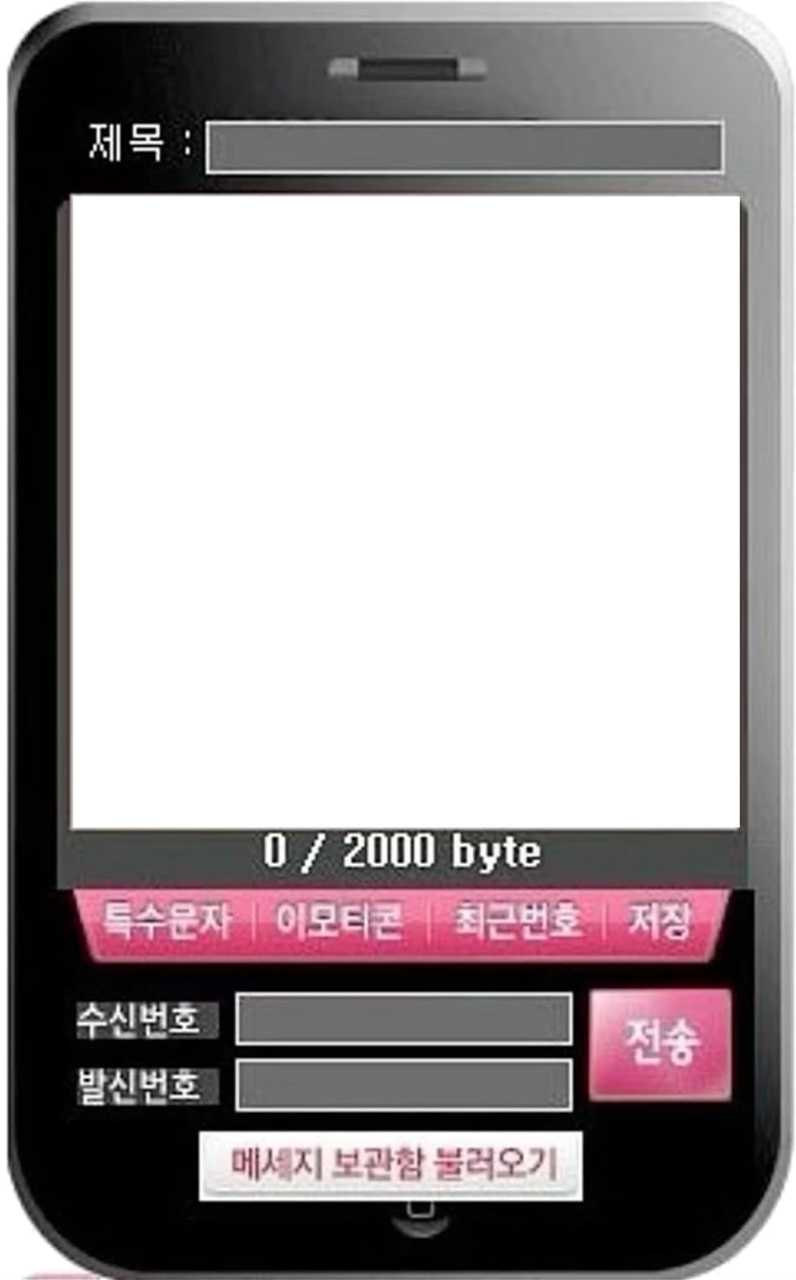 제목 :
0 / 2000 byte
특수문자 이모티콘 최근번호 저장
수신번호
전송
발신번호
메세지 보관함 불러오기